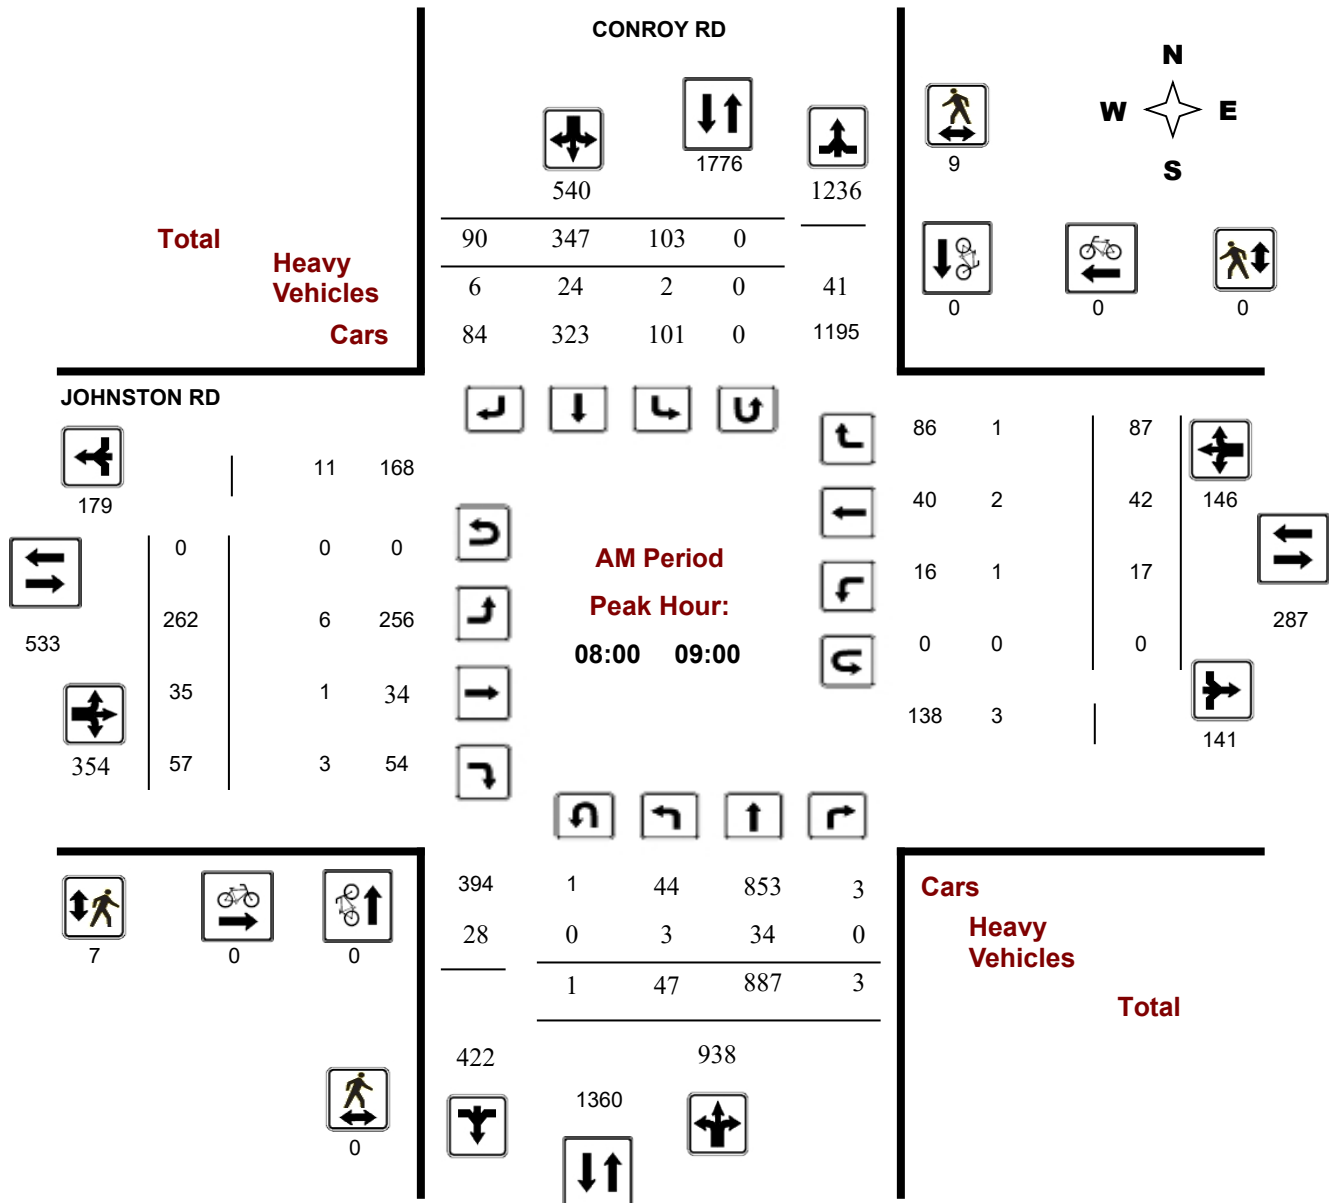 CONROY RD
N
W E
S
1776
9
540 1236
Total
90 347 103 0
Heavy
Vehicles
6 24 2 0 41
0 0 0
Cars
84 323 101 0 1195
JOHNSTON RD
86 1 87
11 168
179
40 2 42 146
0 0 0
AM Period
16 1 17
Peak Hour:
262 6 256
287
533
0 0 0
08:00 09:00
35 1 34
138 3
141
354 57 3 54
394 1 44 853 3
Cars
28 0 3 34 0
Heavy
Vehicles
7 0 0
1 47 887 3
Total
422 938
1360
0